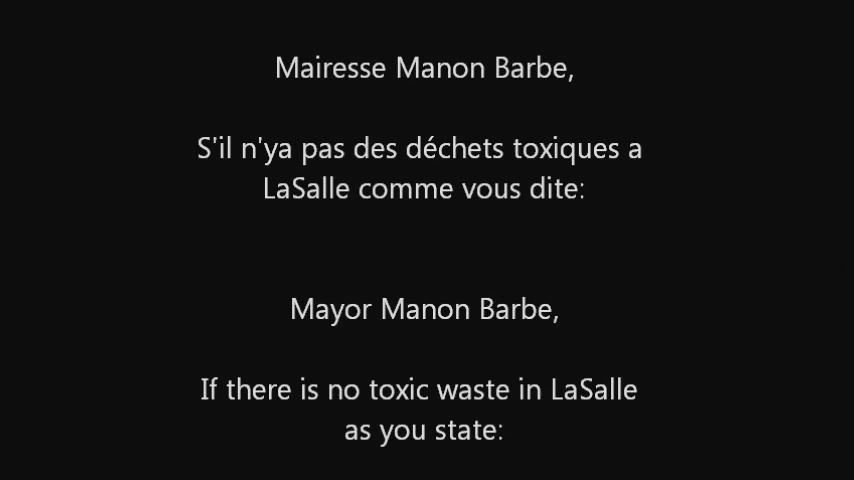 Mairesse Manon Barbe,
S'il n'ya pas des déchets toxiques a
LaSalle comme vous dite:
Mayor Manon Barbe,
If there is no toxic waste in LaSalle
as you state: